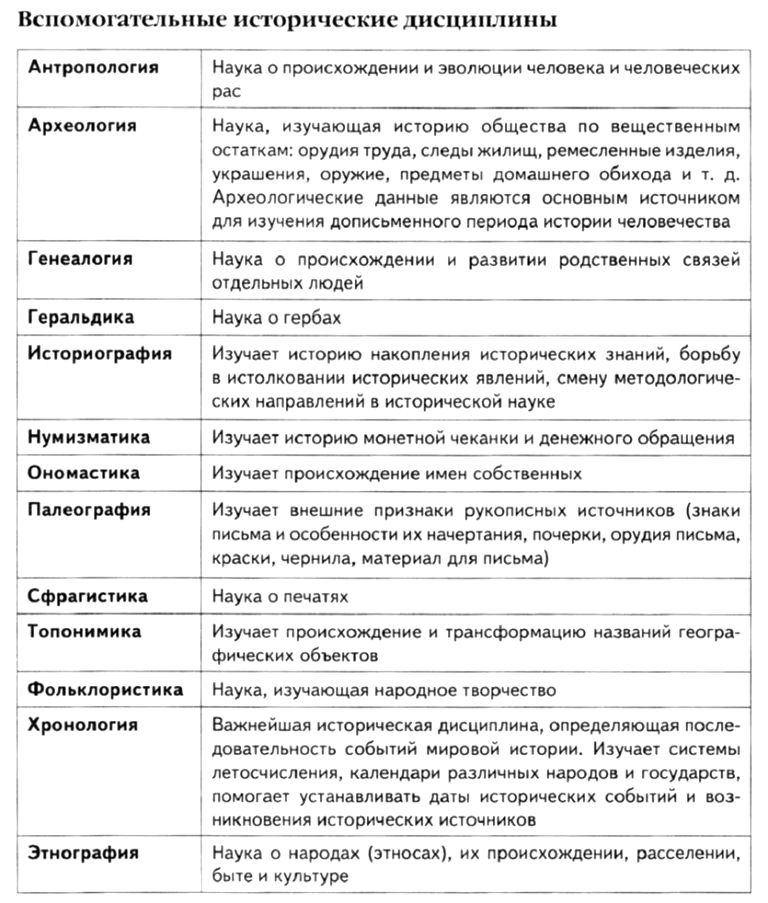 Вспомогательные исторические дисциплины
Антропология
Наука о происхождении и эволюции человека и человеческих
рас
Археология
Наука, изучающая историю общества по вещественным
остаткам: орудия труда, следы жилищ, ремесленные изделия,
украшения, оружие, предметы домашнего обихода и т. д.
Археологические данные являются основным источником
для изучения дописьменного периода истории человечества
Генеалогия
Наука о происхождении и развитии родственных связей
отдельных людей
Геральдика
Наука о гербах
Историография
Изучает историю накопления исторических знаний, борьбу
в истолковании исторических явлений, смену методологиче-
ских направлений в исторической науке
Нумизматика
Изучает историю монетной чеканки и денежного обращения
Ономастика
Изучает происхождение имен собственных
Палеография
Изучает внешние признаки рукописных источников (знаки
письма и особенности их начертания, почерки, орудия письма,
краски, чернила, материал для письма)
Сфрагистика
Наука о печатях
Топонимика
Изучает происхождение и трансформацию названий геогра-
фических объектов
Фольклористика
Наука, изучающая народное творчество
Хронология
Важнейшая историческая дисциплина, определяющая после-
довательность событий мировой истории. Изучает системы
летосчисления, календари различных народов и государств,
помогает устанавливать даты исторических событий и воз-
никновения исторических источников
Этнография
Наука о народах (этносах), их происхождении, расселении,
быте и культуре